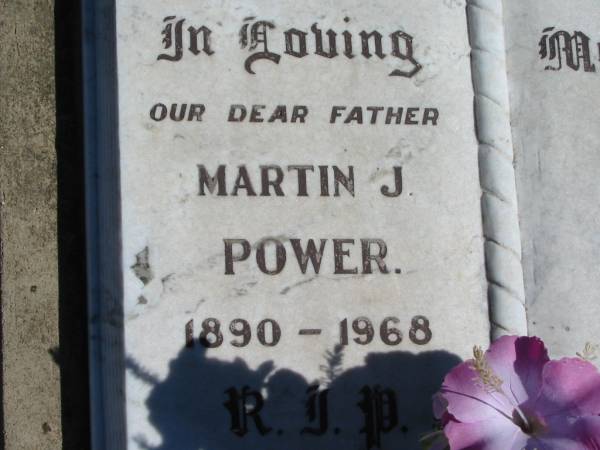 In Loving
OUR DEAR FATHER
MARTIN J.
POWER.
1890 – 1968
R.I.P.